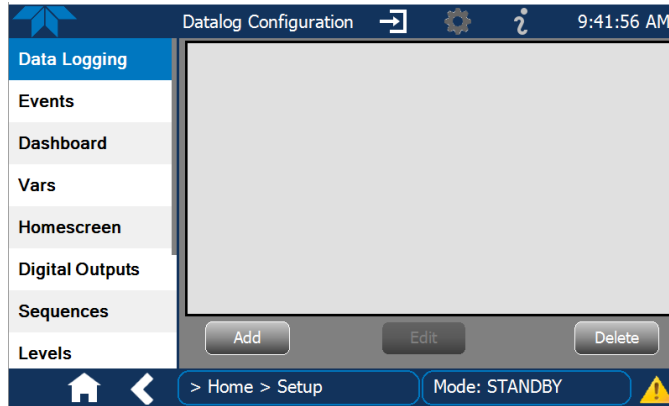 Datalog Configuration 9:41:56 AM
Data Logging
Events
Dashboard
Vars
Homescreen
Digital Outputs
Sequences
Levels
Add Edit Delete
> Home > Setup Mode: STANDBY